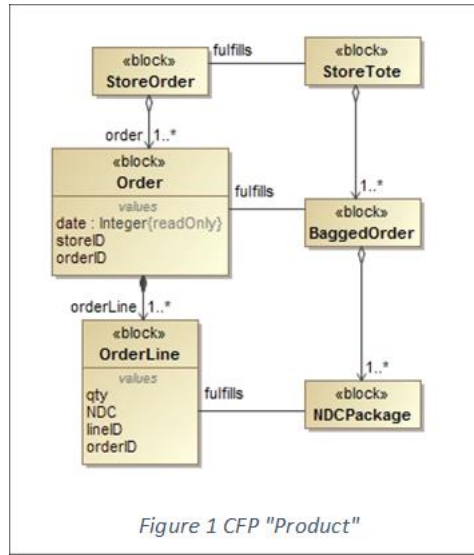 «block»
StoreOrder
fulfills
«block»
StoreTote
order
1..*
«block»
Order
values
date : Integer{readOnly}
storeID
orderID
fulfills
1..*
«block»
BaggedOrder
orderLine
1..*
«block»
OrderLine
values
qty
NDC
lineID
orderID
fulfills
1..*
«block»
NDCPackage
Figure 1 CFP "Product"